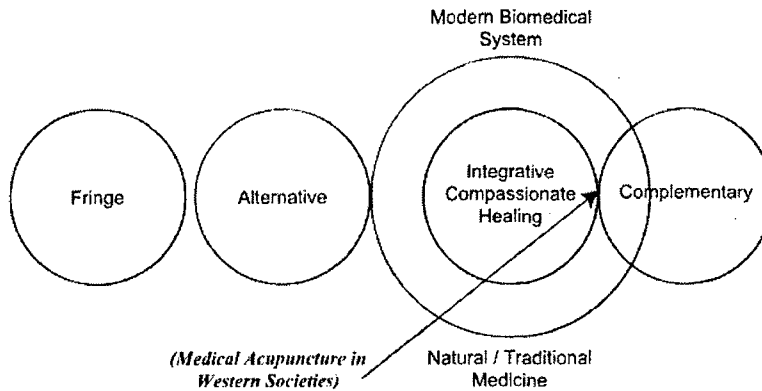 Modern Biomedical
System
Fringe
Alternative
Integrative
Compassionate
Healing
Complementary
(Medical Acupuncture in
Western Societies)
Natural / Traditional
Medicine